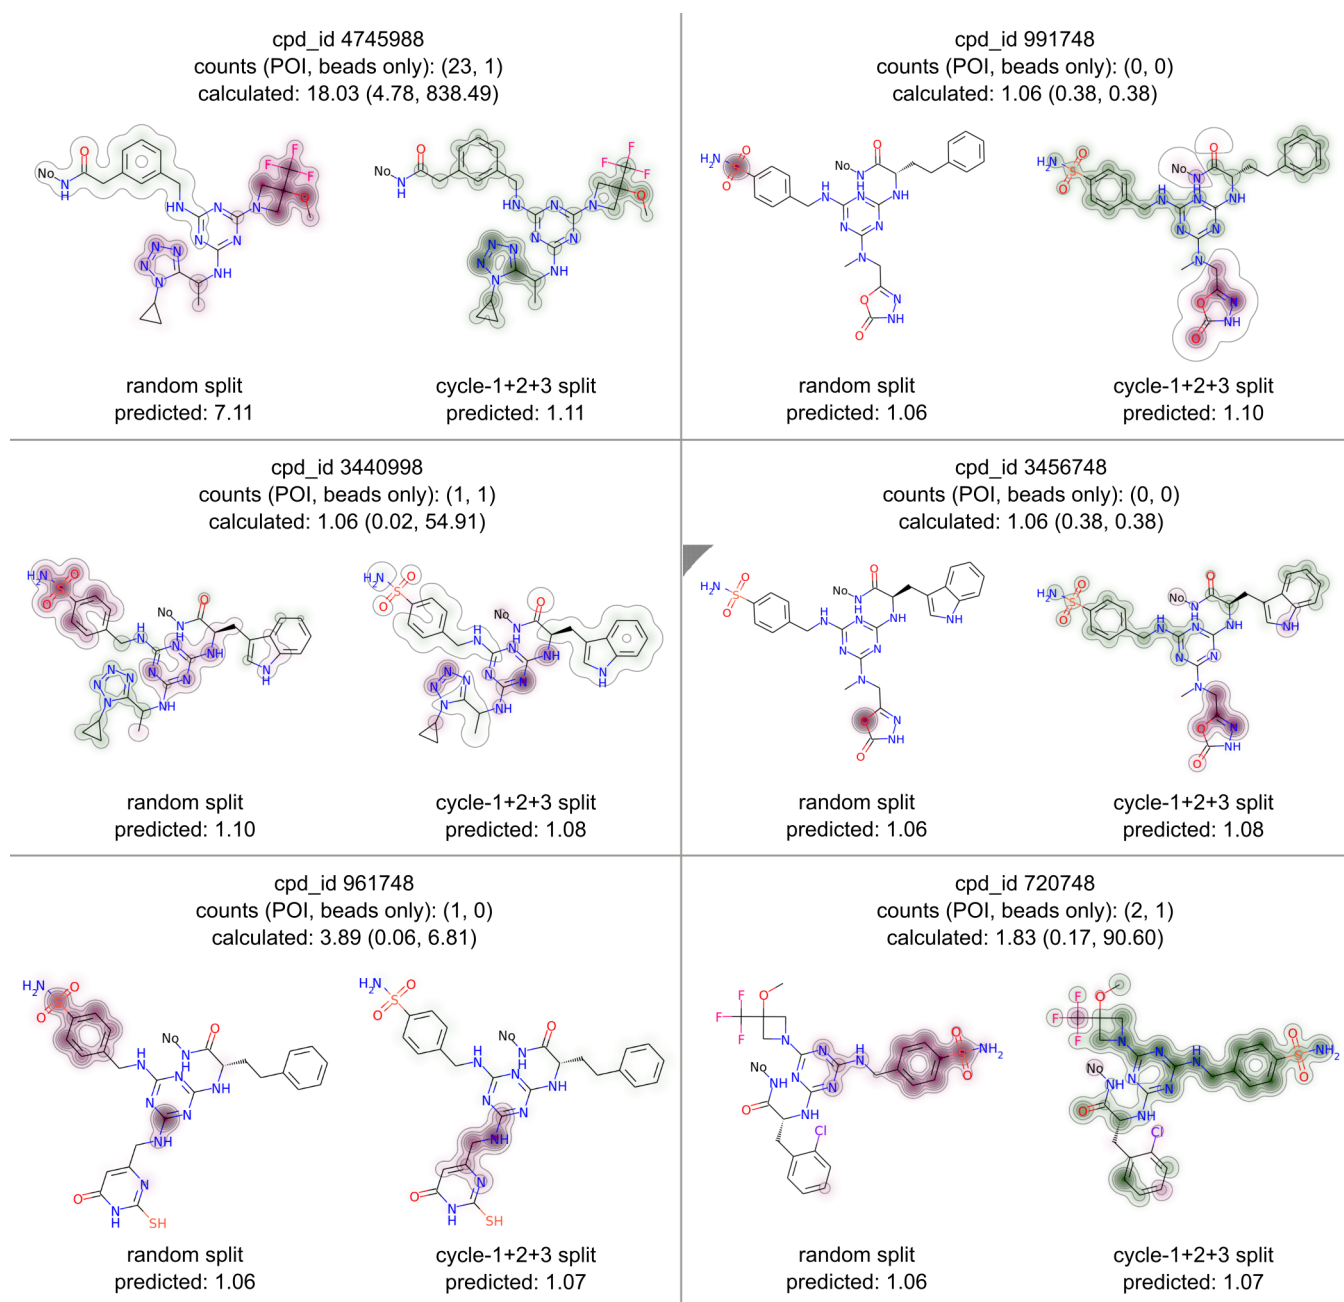 cpd_id 4745988
counts (POI, beads only): (23, 1)
calculated: 18.03 (4.78, 838.49)
random split
predicted: 7.11
cycle-1+2+3 split
predicted: 1.11
cpd_id 991748
counts (POI, beads only): (0, 0)
calculated: 1.06 (0.38, 0.38)
random split
predicted: 1.06
cycle-1+2+3 split
predicted: 1.10
cpd_id 3440998
counts (POI, beads only): (1, 1)
calculated: 1.06 (0.02, 54.91)
random split
predicted: 1.10
cycle-1+2+3 split
predicted: 1.08
cpd_id 3456748
counts (POI, beads only): (0, 0)
calculated: 1.06 (0.38, 0.38)
random split
predicted: 1.06
cycle-1+2+3 split
predicted: 1.08
cpd_id 961748
counts (POI, beads only): (1, 0)
calculated: 3.89 (0.06, 6.81)
random split
predicted: 1.06
cycle-1+2+3 split
predicted: 1.07
cpd_id 720748
counts (POI, beads only): (2, 1)
calculated: 1.83 (0.17, 90.60)
random split
predicted: 1.06
cycle-1+2+3 split
predicted: 1.07